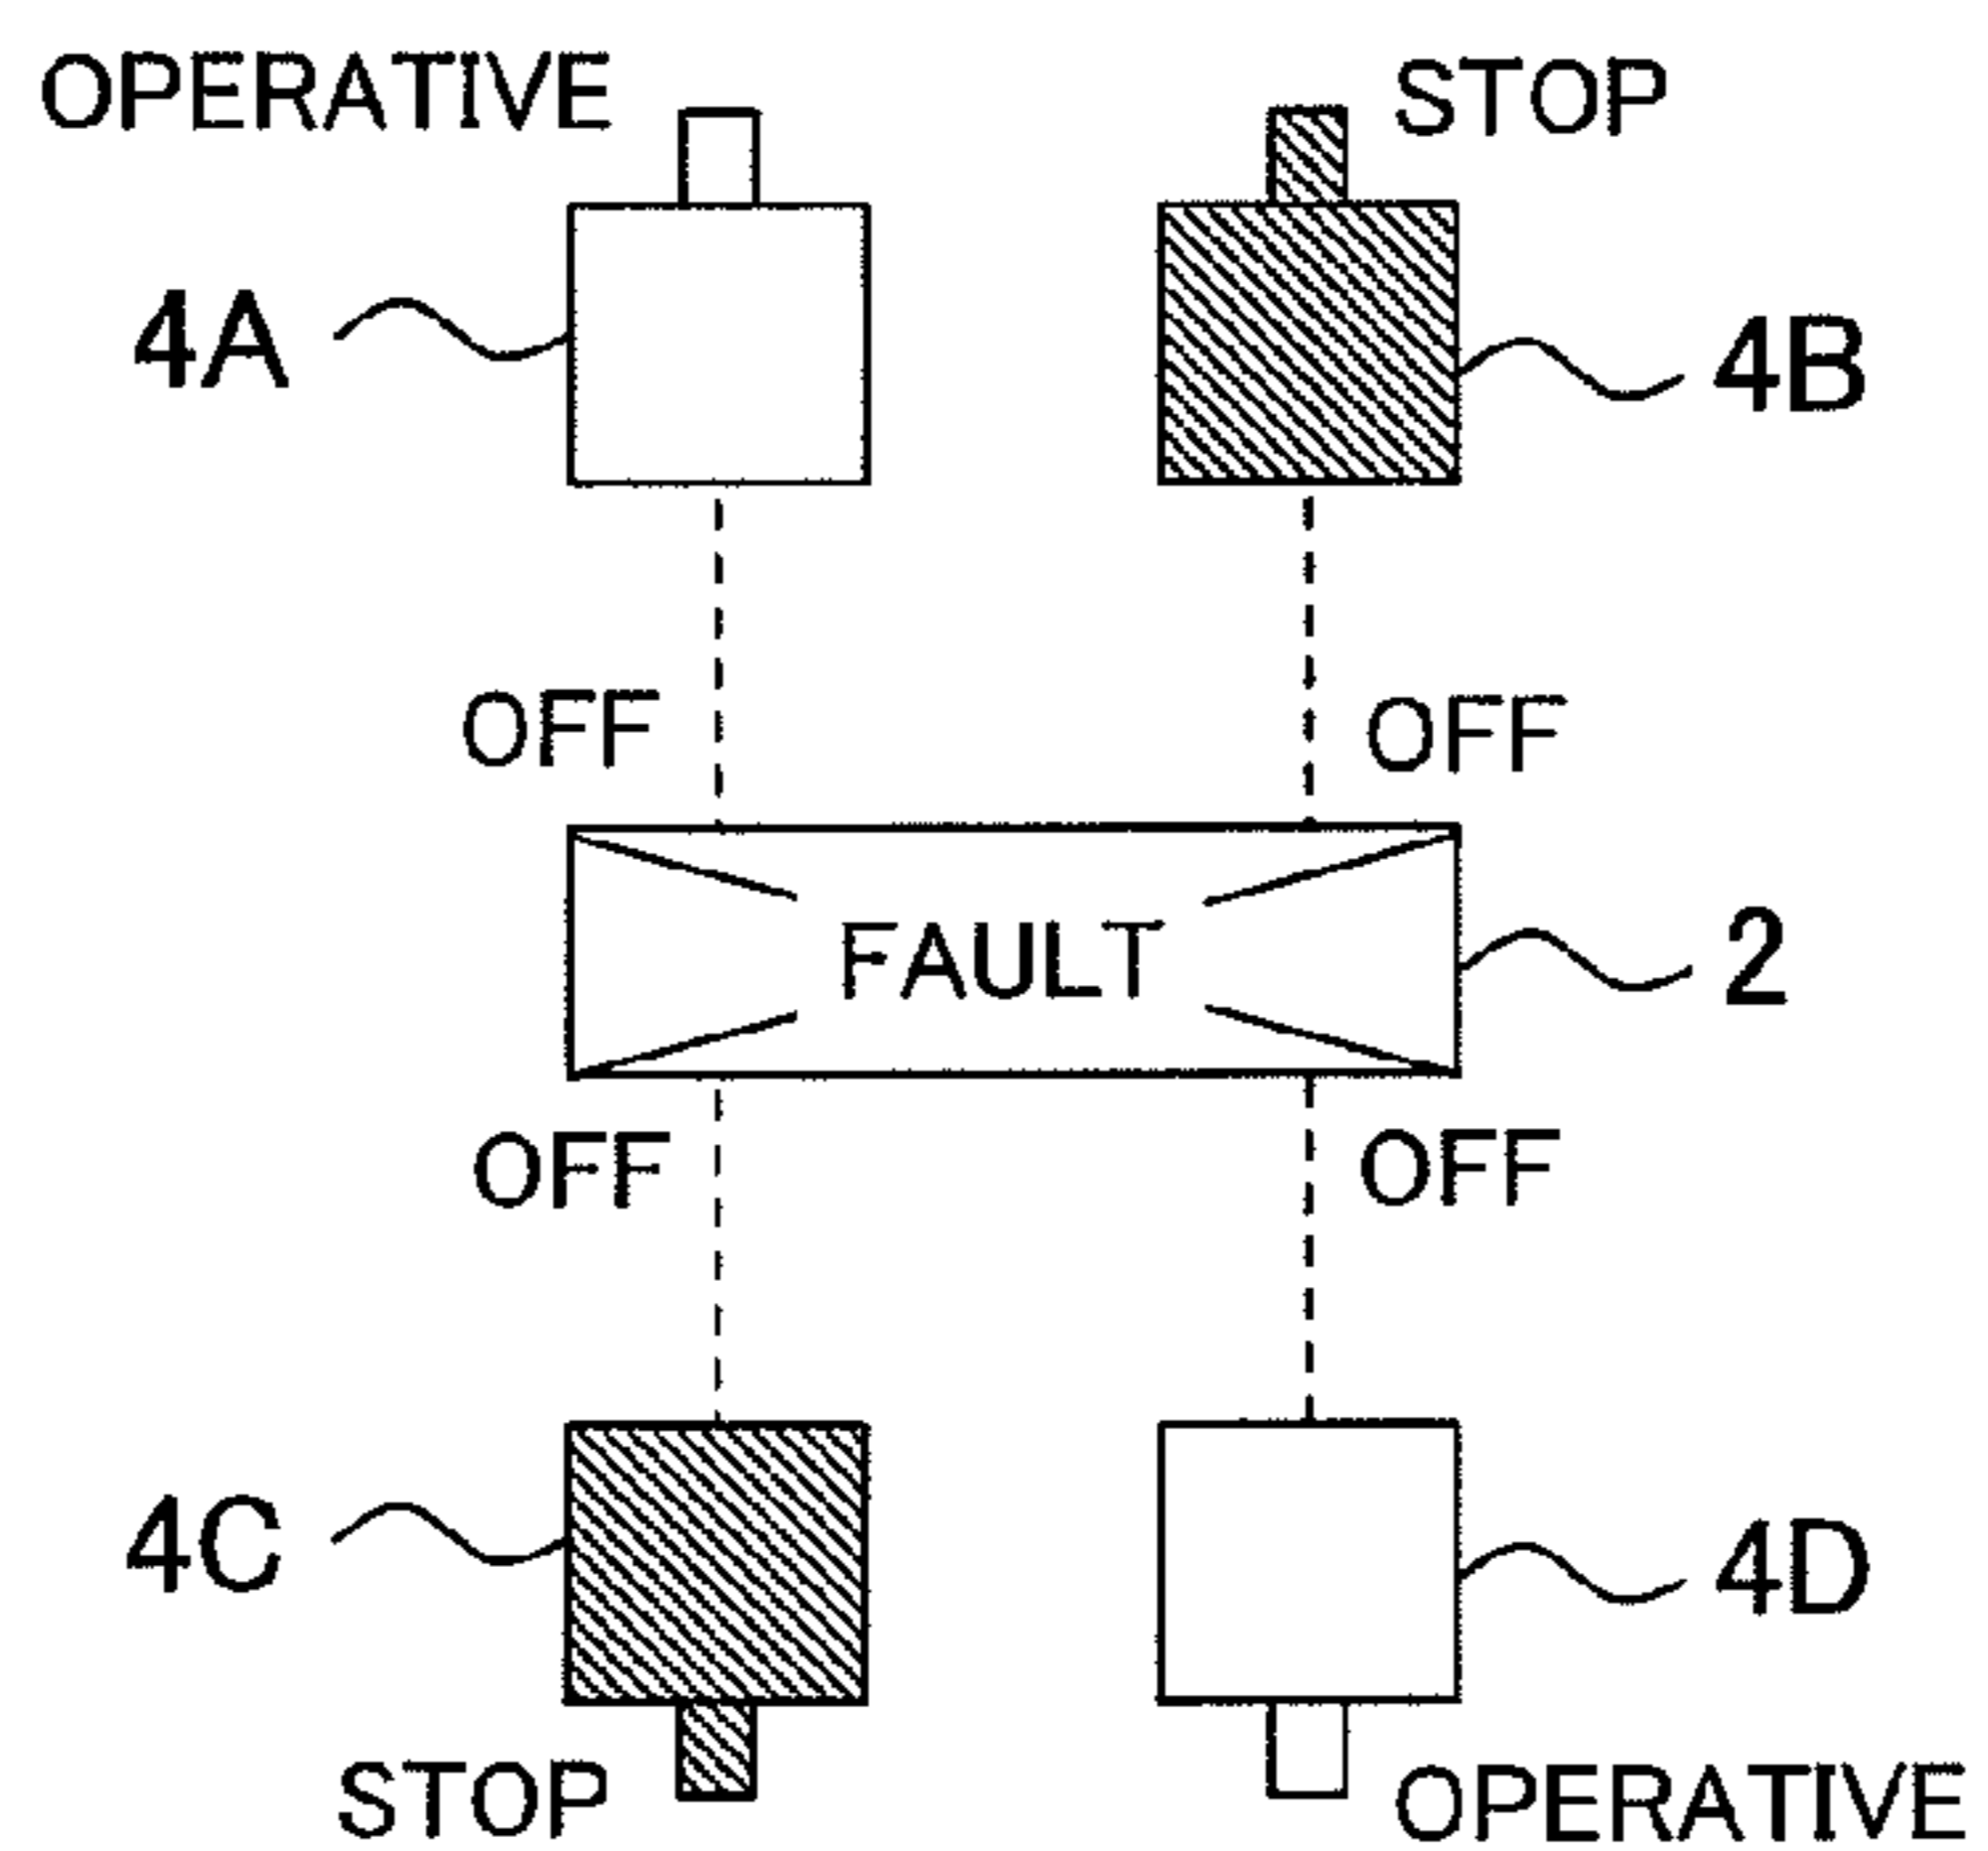 OPERATIVE
STOP
4A
4B
OFF
OFF
FAULT
2
OFF
OFF
4C
4D
STOP
OPERATIVE